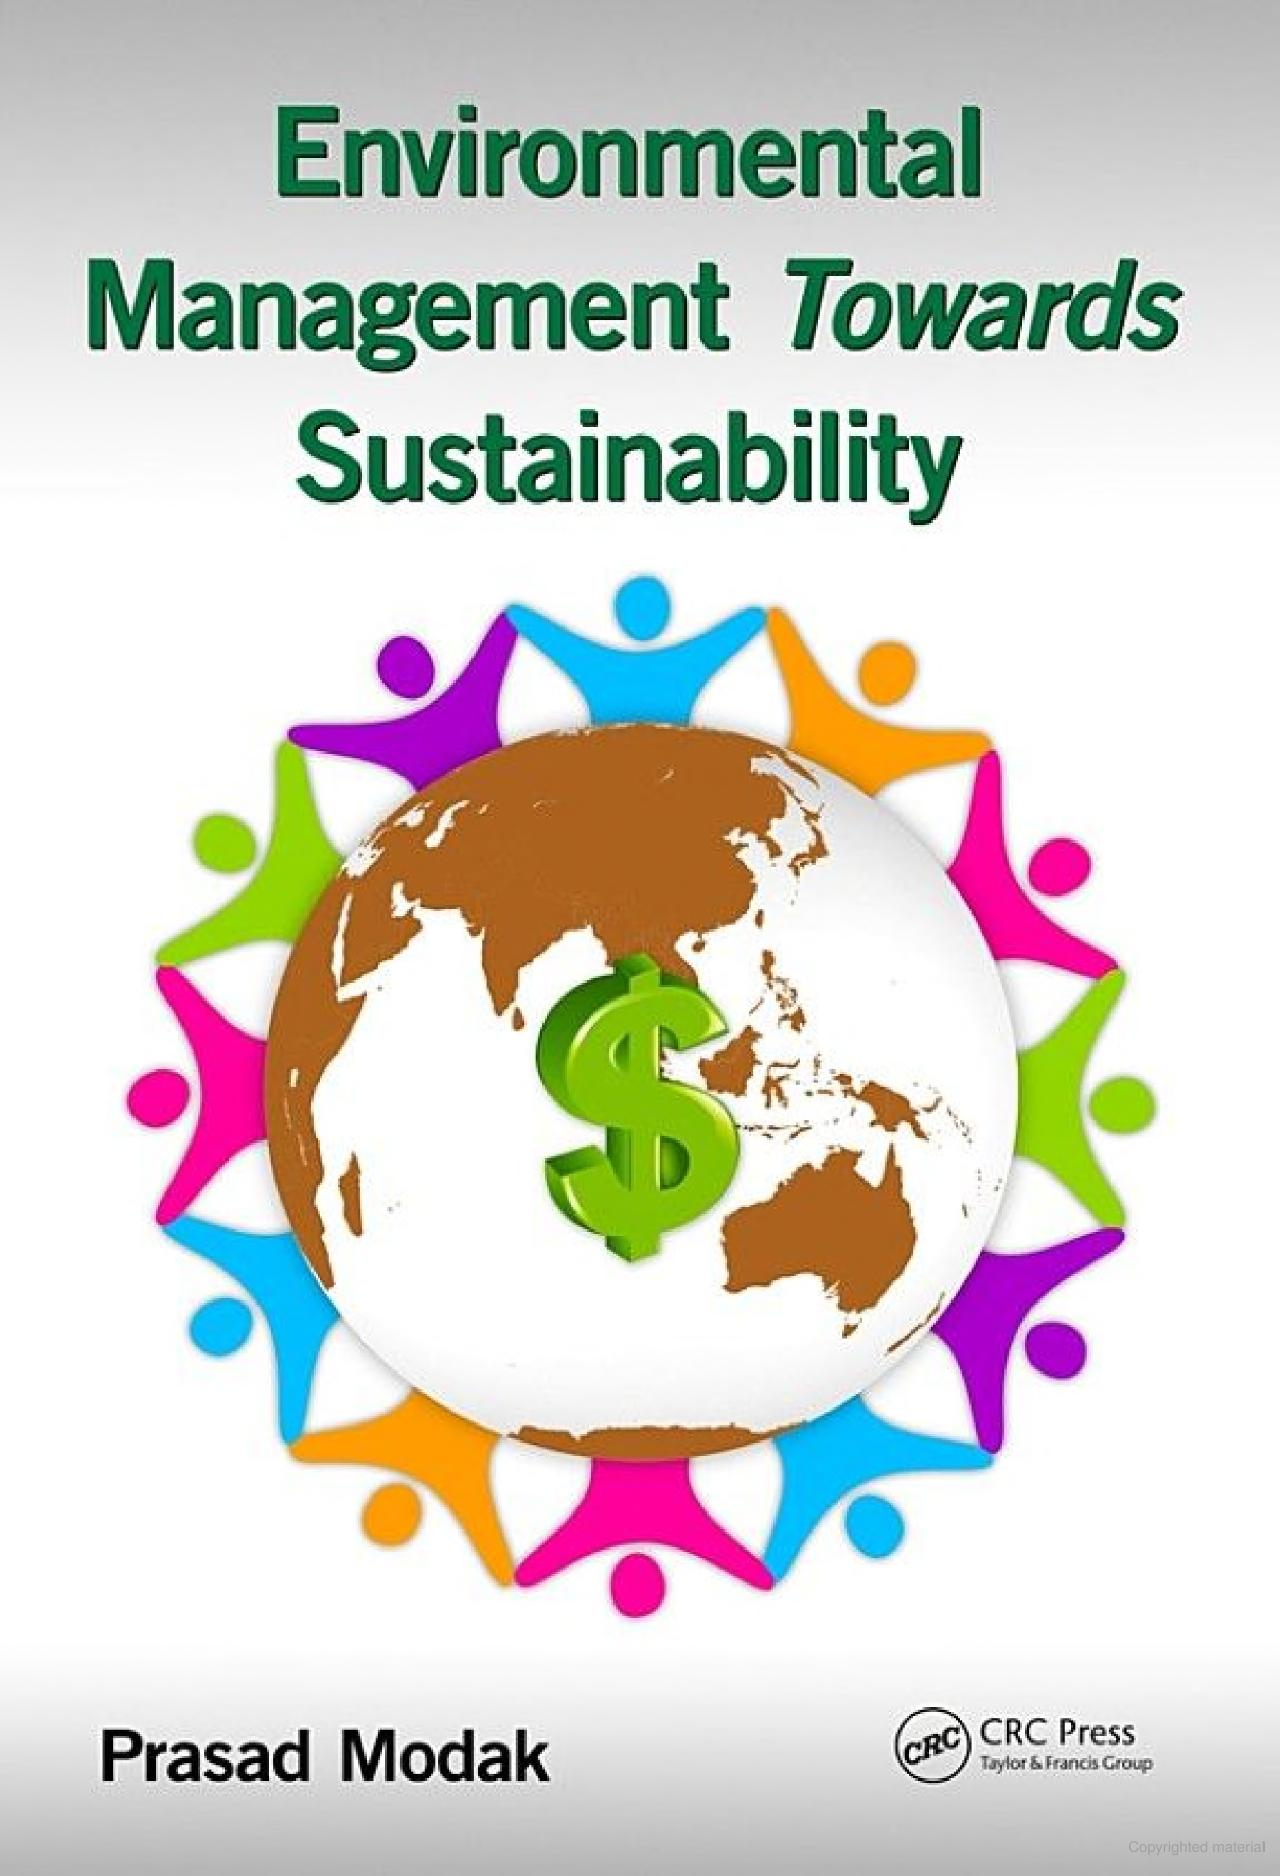 Environmental
Management Towards
Sustainability
$
Prasad Modak
CRC CRC Press
Taylor & Francis Group
Copyrighted material